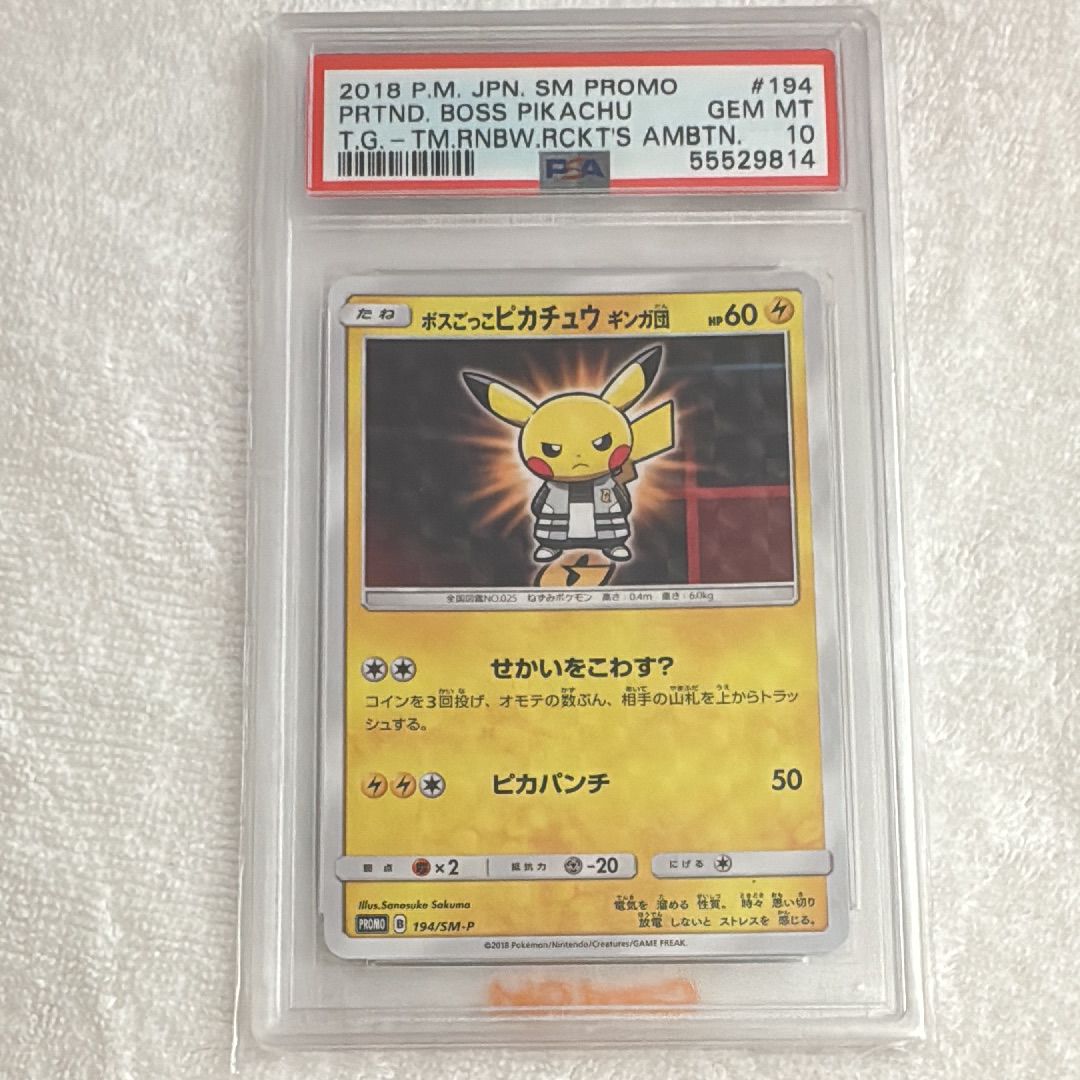 2018 P.M. JPN. SM PROMO #194
PRTND. BOSS PIKACHU GEM MT
T.G.-TM.RNBW.RCKT'S AMBTN. 10
PSA 55529814
たね ボスごっこピカチュウ ギンガ団 HP60
全国図鑑NO.025 ねずみポケモン 高さ:0.4m 重さ:6.0kg
せかいをこわす?
コインを3回投げ、オモテの数ぶん、相手の山札を上からトラッ
シュする。
ピカパンチ 50
弱点 ×2 抵抗力 -20 にげる
Illus.Sanosuke Sakuma
電気を 溜める 性質。 時々 思い切り
放電 しないと ストレスを 感じる。
PROMO B 194/SM-P
©2018 Pokémon/Nintendo/Creatures/GAME FREAK.